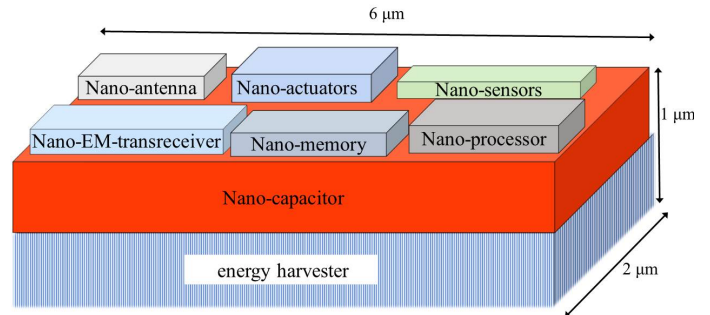 6 μm
Nano-antenna
Nano-actuators
Nano-sensors
1 μm
Nano-EM-transreceiver
Nano-memory
Nano-processor
Nano-capacitor
energy harvester
2 μm